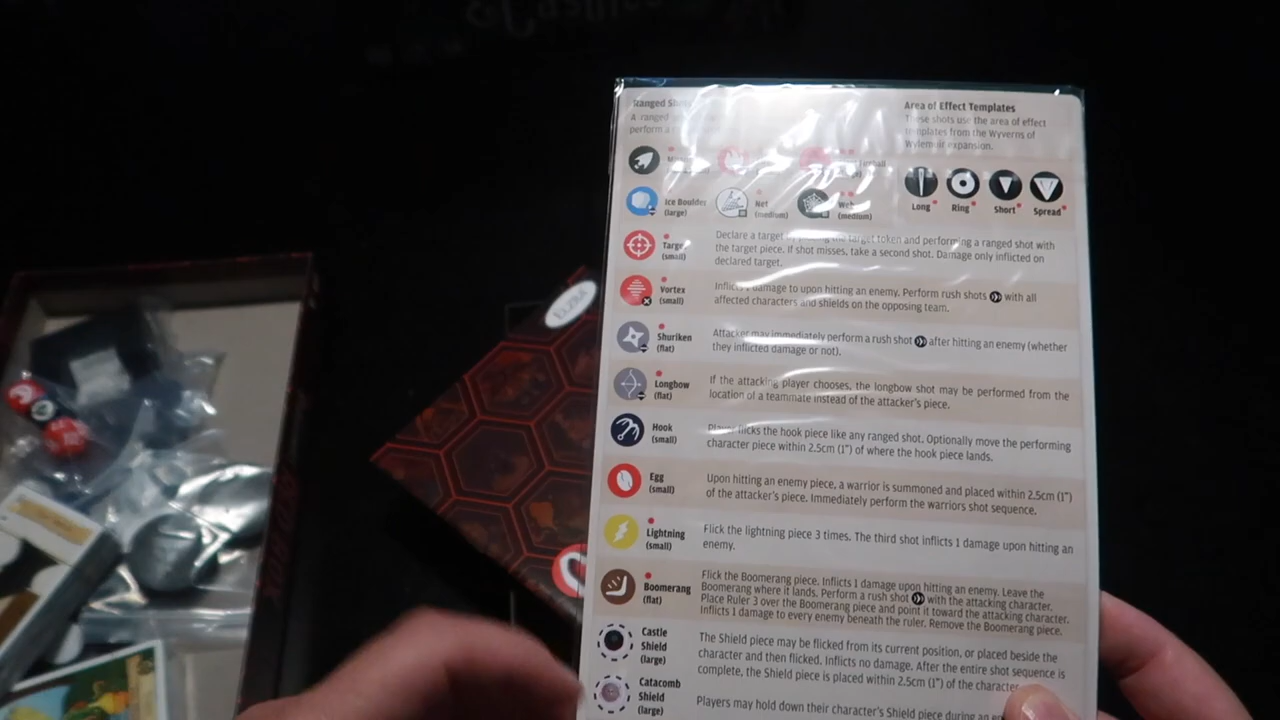 Ranged
A ranged
perform a
Area of Effect Templates
These shots use the area of effect
templates from the Wyverns of
Wylemuir expansion.
Long
Ring
Short
Spread
Ice Boulder
(large)
Net
(medium)
Web
(medium)
Target
(small)
Declare a target by placing the target token and performing a ranged shot with
the target piece. If shot misses, take a second shot. Damage only inflicted on
declared target.
Vortex
(small)
Inflicts 1 damage to upon hitting an enemy. Perform rush shots with all
affected characters and shields on the opposing team.
Shuriken
(flat)
Attacker may immediately perform a rush shot after hitting an enemy (whether
they inflicted damage or not).
Longbow
(flat)
If the attacking player chooses, the longbow shot may be performed from the
location of a teammate instead of the attacker's piece.
Hook
(small)
Player flicks the hook piece like any ranged shot. Optionally move the performing
character piece within 2.5cm (1") of where the hook piece lands.
Egg
(small)
Upon hitting an enemy piece, a warrior is summoned and placed within 2.5cm (1")
of the attacker's piece. Immediately perform the warriors shot sequence.
Lightning
(small)
Flick the lightning piece 3 times. The third shot inflicts 1 damage upon hitting an
enemy.
Boomerang
(flat)
Flick the Boomerang piece. Inflicts 1 damage upon hitting an enemy. Leave the
Boomerang where it lands. Perform a rush shot with the attacking character.
Place Ruler 3 over the Boomerang piece and point it toward the attacking character.
Inflicts 1 damage to every enemy beneath the ruler. Remove the Boomerang piece.
Castle
Shield
(large)
The Shield piece may be flicked from its current position, or placed beside the
character and then flicked. Inflicts no damage. After the entire shot sequence is
complete, the Shield piece is placed within 2.5cm (1") of the character
Catacomb
Shield
(large)
Players may hold down their character's Shield piece during an